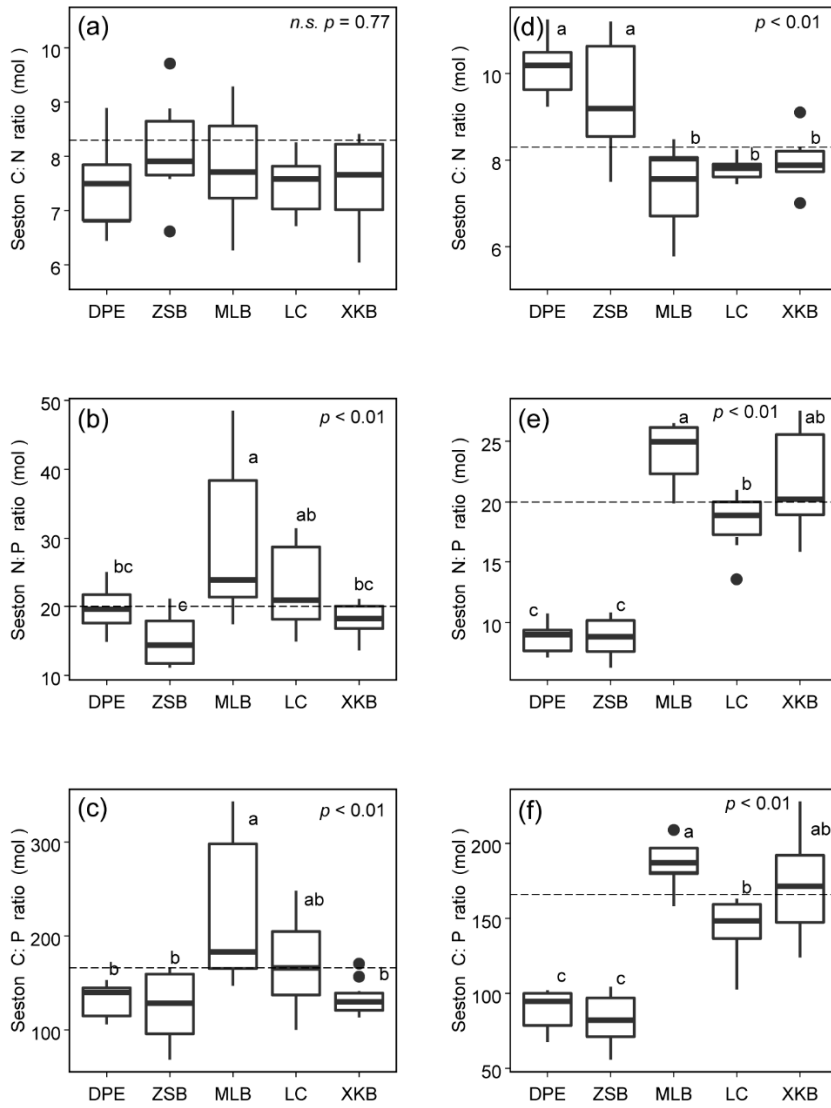 (a)
n.s. p = 0.77
Seston C:N ratio (mol)
10
9
8
7
6
DPE ZSB MLB LC XKB
(d)
p < 0.01
a a b b b
Seston C:N ratio (mol)
10
8
6
DPE ZSB MLB LC XKB
(b)
p < 0.01
bc c a ab bc
Seston N:P ratio (mol)
50
40
30
20
10
DPE ZSB MLB LC XKB
(e)
p < 0.01
c c a b ab
Seston N:P ratio (mol)
25
20
15
10
DPE ZSB MLB LC XKB
(c)
p < 0.01
b b a ab b
Seston C:P ratio (mol)
300
200
100
DPE ZSB MLB LC XKB
(f)
p < 0.01
c c a b ab
Seston C:P ratio (mol)
200
150
100
50
DPE ZSB MLB LC XKB